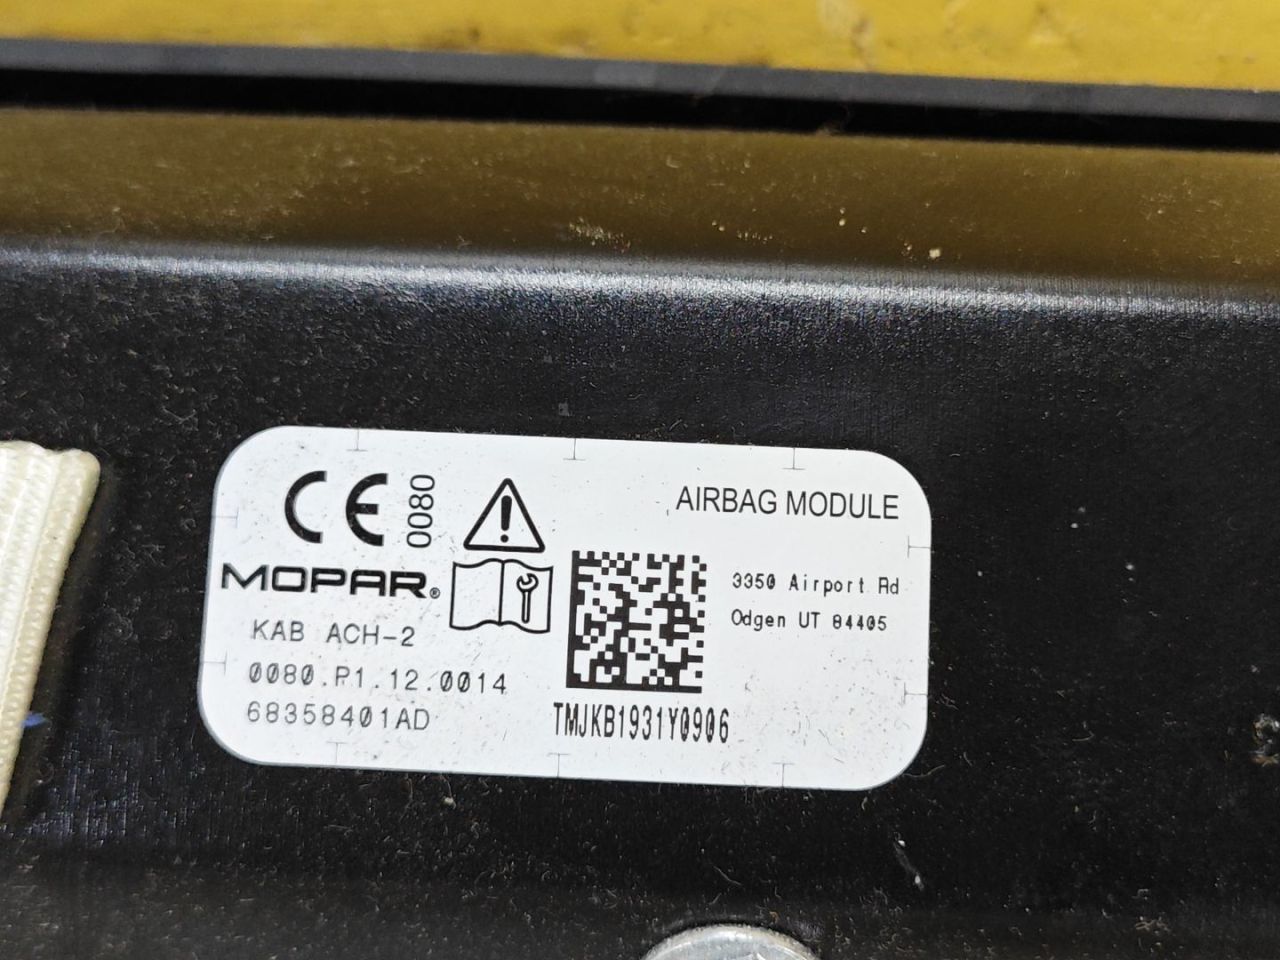 CE 0080
AIRBAG MODULE
MOPAR®
3350 Airport Rd
Odgen UT 84405
KAB ACH-2
0080.P1.12.0014
68358401AD
TMJKB1931Y0906